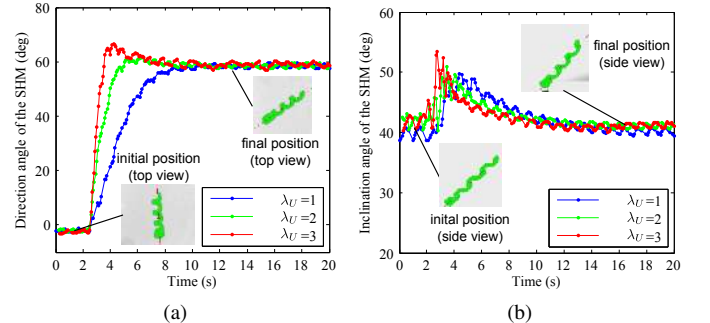 Direction angle of the SHM (deg)
80
60
40
20
0
-20
0 2 4 6 8 10 12 14 16 18 20
Time (s)
initial position
(top view)
final position
(top view)
λU=1
λU=2
λU=3
(a)
Inclination angle of the SHM (deg)
60
50
40
30
20
0 2 4 6 8 10 12 14 16 18 20
Time (s)
final position
(side view)
inital position
(side view)
λU=1
λU=2
λU=3
(b)